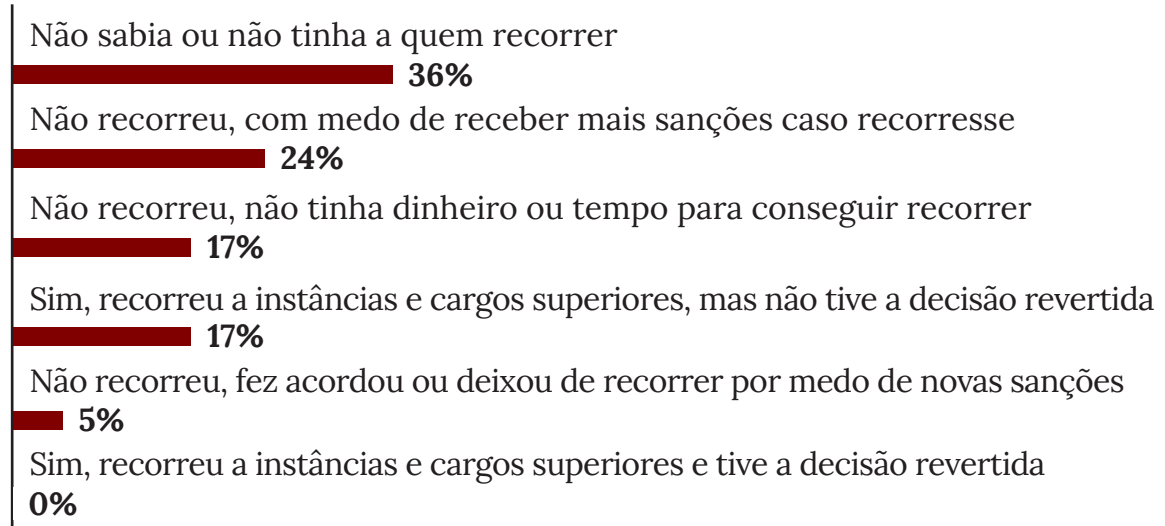 Não sabia ou não tinha a quem recorrer
36%
Não recorreu, com medo de receber mais sanções caso recorresse
24%
Não recorreu, não tinha dinheiro ou tempo para conseguir recorrer
17%
Sim, recorreu a instâncias e cargos superiores, mas não tive a decisão revertida
17%
Não recorreu, fez acordou ou deixou de recorrer por medo de novas sanções
5%
Sim, recorreu a instâncias e cargos superiores e tive a decisão revertida
0%